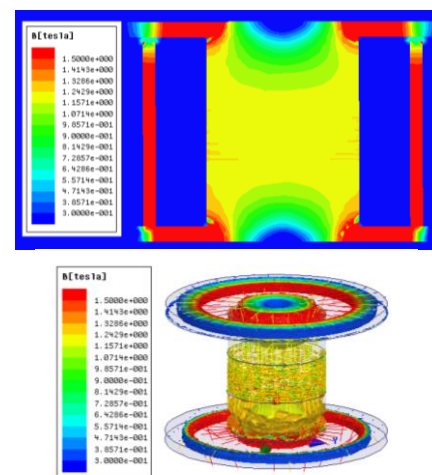 B[tesla]
1.5000e+000
1.4143e+000
1.3286e+000
1.2429e+000
1.1571e+000
1.0714e+000
9.8571e-001
9.0000e-001
8.1429e-001
7.2857e-001
6.4286e-001
5.5714e-001
4.7143e-001
3.8571e-001
3.0000e-001
B[tesla]
1.5000e+000
1.4143e+000
1.3286e+000
1.2429e+000
1.1571e+000
1.0714e+000
9.8571e-001
9.0000e-001
8.1429e-001
7.2857e-001
6.4286e-001
5.5714e-001
4.7143e-001
3.8571e-001
3.0000e-001